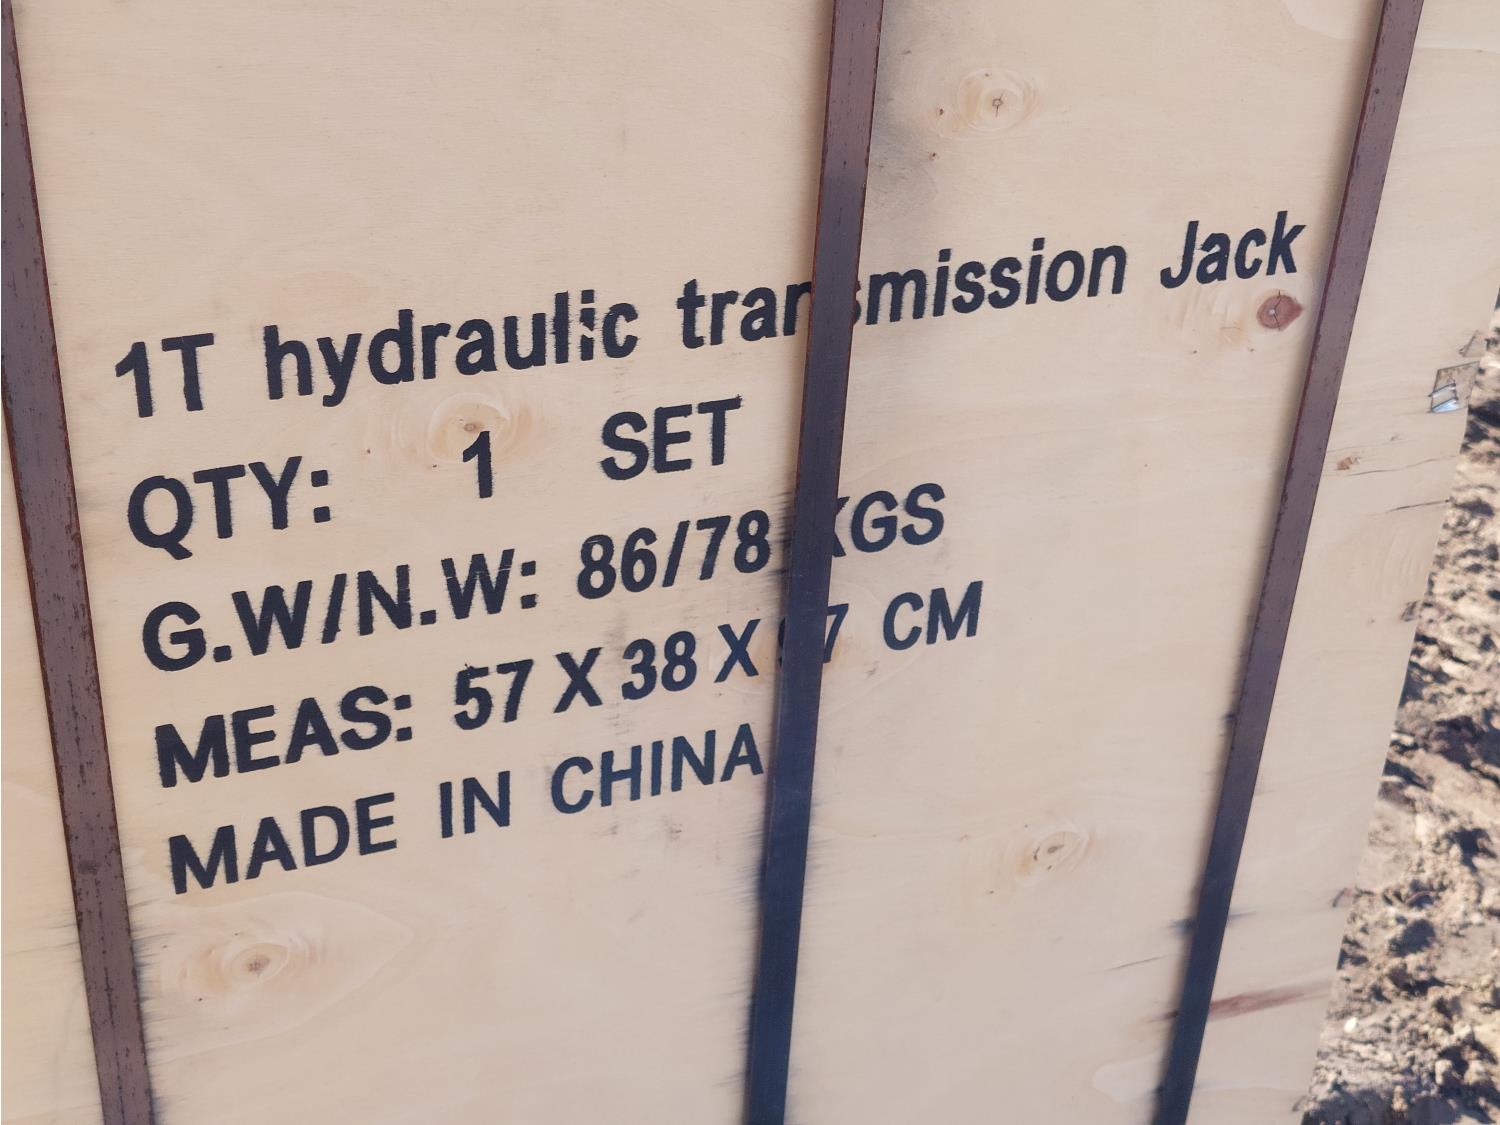 1T hydraulic transmission Jack
QTY: 1 SET
G.W/N.W: 86/78 KGS
MEAS: 57 X 38 X CM
MADE IN CHINA